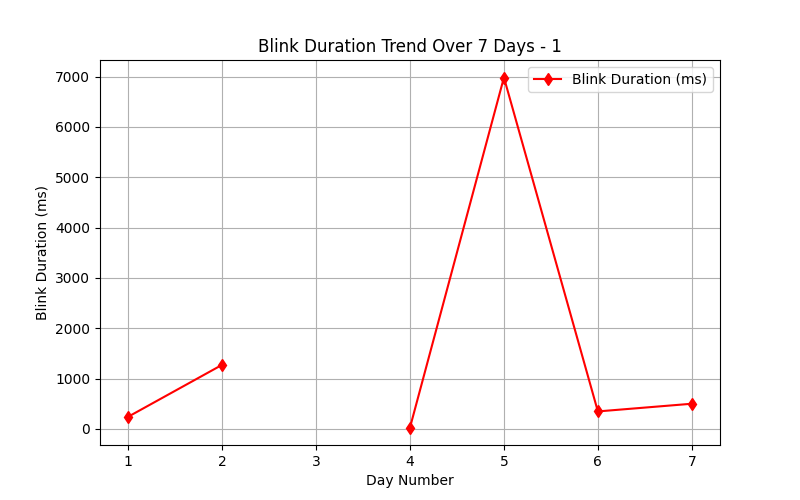 Blink Duration Trend Over 7 Days - 1
Blink Duration (ms)
7000
6000
5000
4000
3000
2000
1000
0
Blink Duration (ms)
1 2 3 4 5 6 7
Day Number